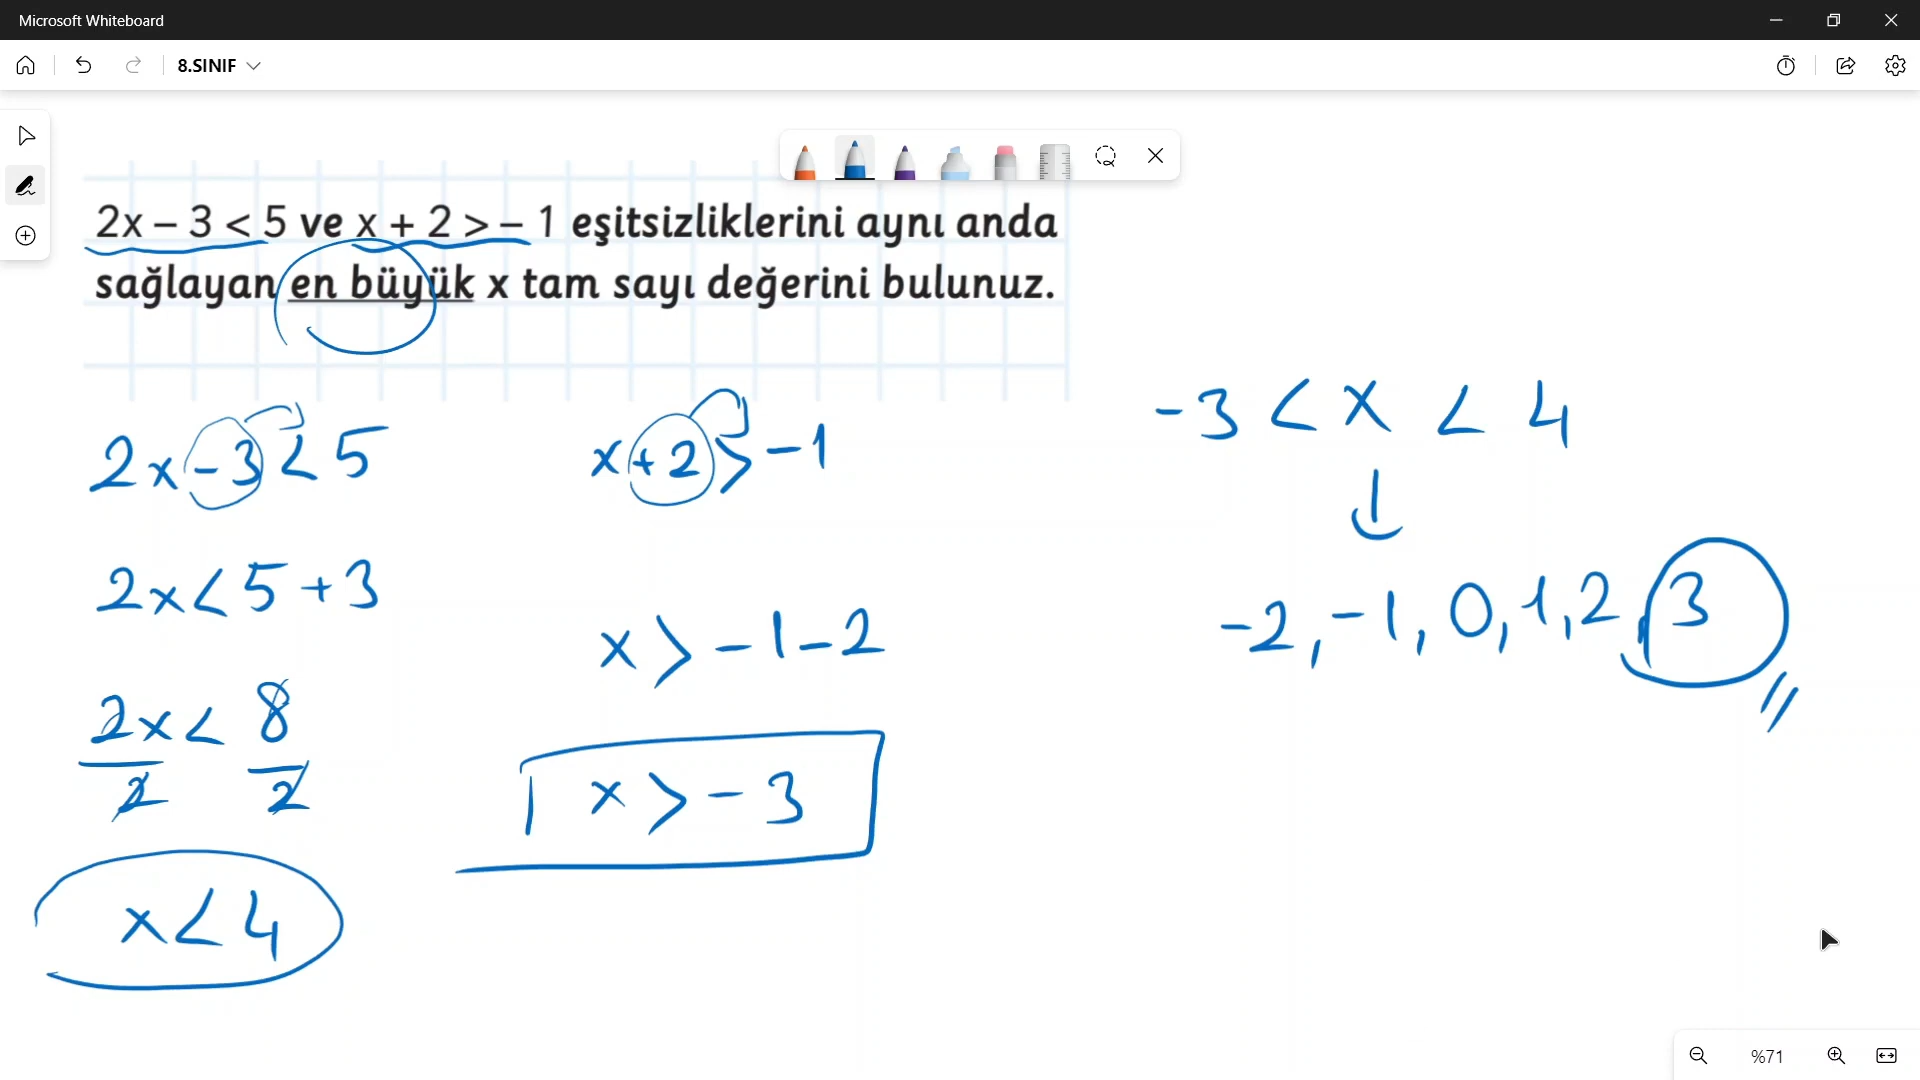 Microsoft Whiteboard
8.SINIF
2x – 3 < 5 ve x + 2 > – 1 eşitsizliklerini aynı anda
sağlayan en büyük x tam sayı değerini bulunuz.
2x - 3 < 5
2x < 5 + 3
2x/2 < 8/2
x < 4
x + 2 > -1
x > -1 - 2
x > -3
-3 < x < 4
-2, -1, 0, 1, 2, 3
%71